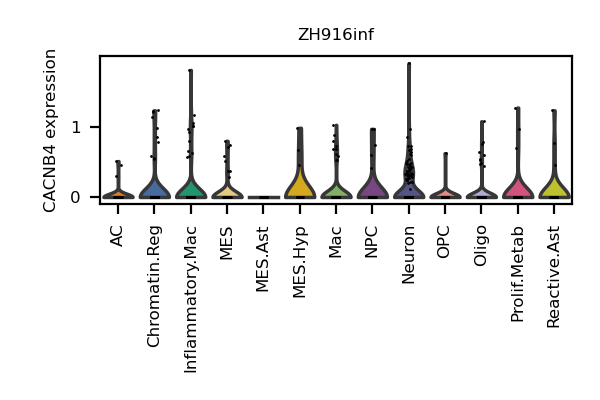 ZH916inf
CACNB4 expression
1
0
AC
Chromatin.Reg
Inflammatory.Mac
MES
MES.Ast
MES.Hyp
Mac
NPC
Neuron
OPC
Oligo
Prolif.Metab
Reactive.Ast